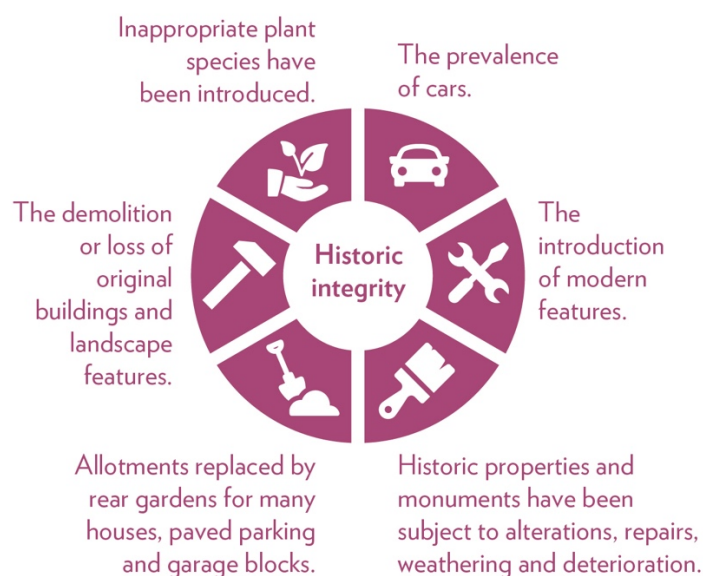 Inappropriate plant
species have
been introduced.
The prevalence
of cars.
The demolition
or loss of
original
buildings and
landscape
features.
Historic
integrity
The
introduction
of modern
features.
Allotments replaced by
rear gardens for many
houses, paved parking
and garage blocks.
Historic properties and
monuments have been
subject to alterations, repairs,
weathering and deterioration.